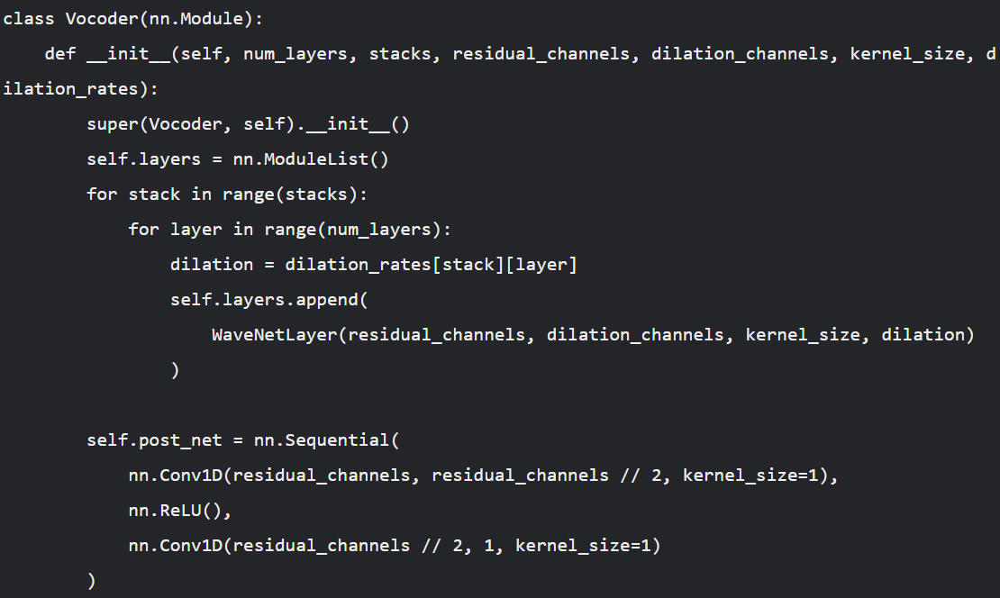 class Vocoder(nn.Module):
    def __init__(self, num_layers, stacks, residual_channels, dilation_channels, kernel_size, d
ilation_rates):
        super(Vocoder, self).__init__()
        self.layers = nn.ModuleList()
        for stack in range(stacks):
            for layer in range(num_layers):
                dilation = dilation_rates[stack][layer]
                self.layers.append(
                    WaveNetLayer(residual_channels, dilation_channels, kernel_size, dilation)
                )

        self.post_net = nn.Sequential(
            nn.Conv1D(residual_channels, residual_channels // 2, kernel_size=1),
            nn.ReLU(),
            nn.Conv1D(residual_channels // 2, 1, kernel_size=1)
        )